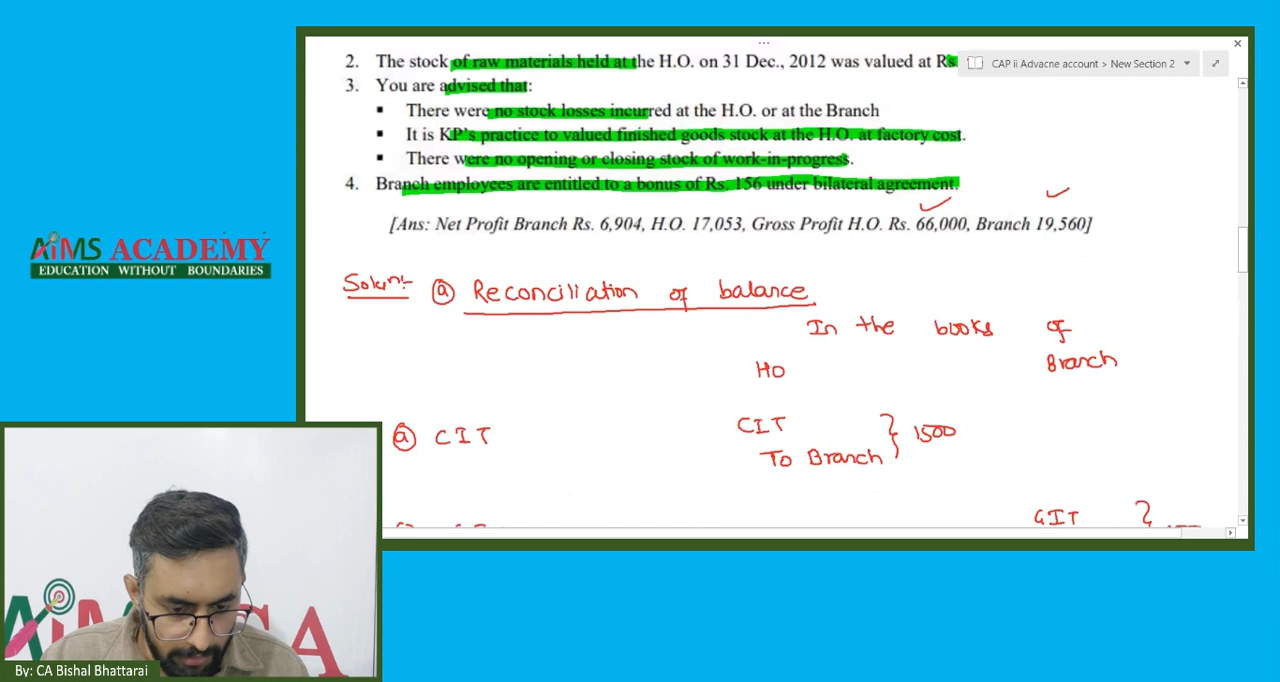 2. The stock of raw materials held at the H.O. on 31 Dec., 2012 was valued at Rs.
CAP ii Advacne account > New Section 2
3. You are advised that:
▪ There were no stock losses incurred at the H.O. or at the Branch
▪ It is KP's practice to valued finished goods stock at the H.O. at factory cost.
▪ There were no opening or closing stock of work-in-progress.
4. Branch employees are entitled to a bonus of Rs. 156 under bilateral agreement.
[Ans: Net Profit Branch Rs. 6,904, H.O. 17,053, Gross Profit H.O. Rs. 66,000, Branch 19,560]
AiMS ACADEMY
EDUCATION WITHOUT BOUNDARIES
Solun:- (a) Reconciliation of balance
In the books of
HO Branch
(a) CIT CIT
To Branch } 1500
GIT }
By: CA Bishal Bhattarai